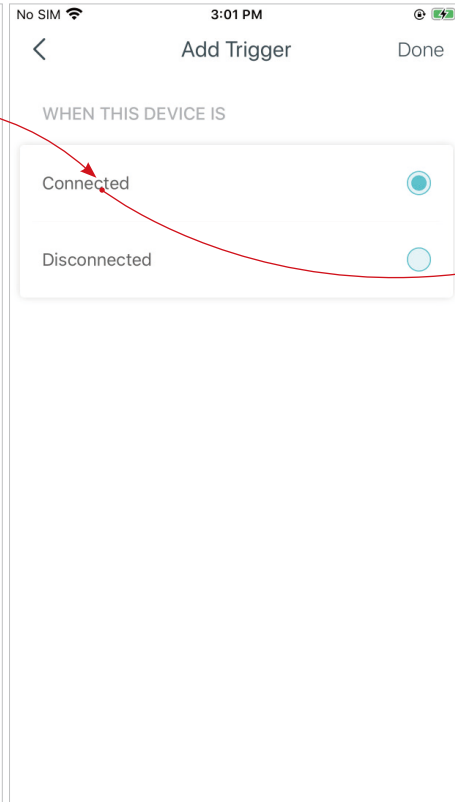 No SIM 3:01 PM
Add Trigger Done
WHEN THIS DEVICE IS
Connected
Disconnected